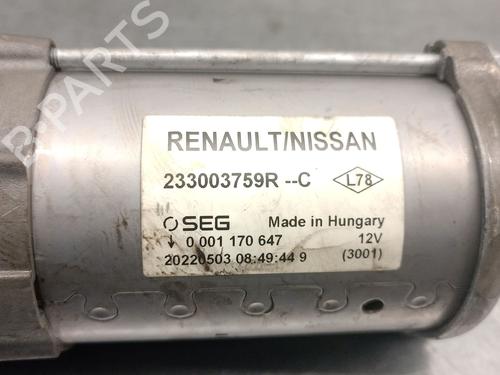 B-PARTS
RENAULT/NISSAN
233003759R --C
L78
SEG Made in Hungary
0 001 170 647 12V
20220503 08:49:44 9 (3001)